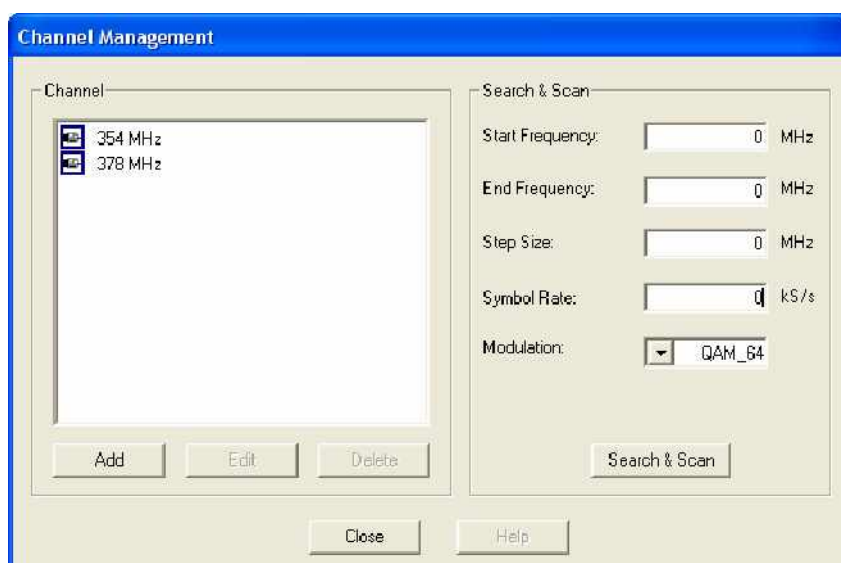 Channel Management
Channel
354 MHz
378 MHz
Add
Edit
Delete
Search & Scan
Start Frequency: 0 MHz
End Frequency: 0 MHz
Step Size: 0 MHz
Symbol Rate: 0 kS/s
Modulation: QAM_64
Search & Scan
Close
Help